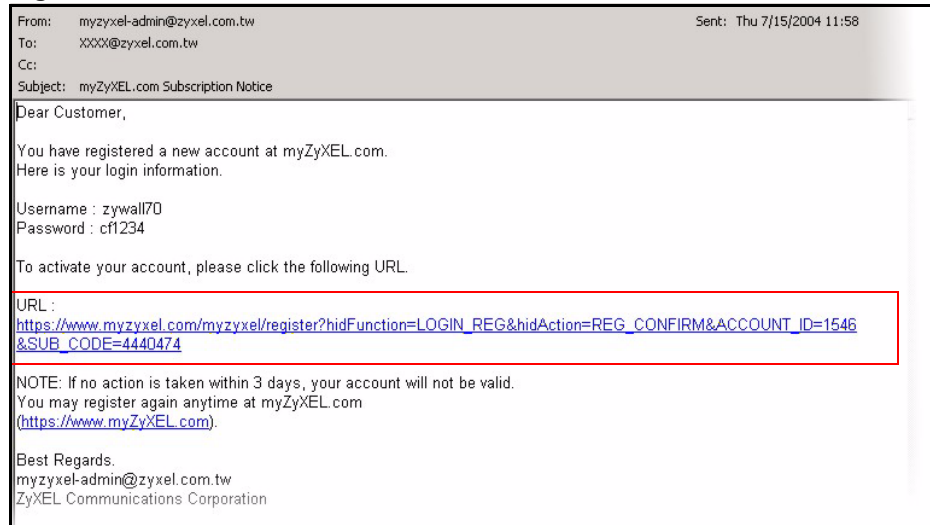 From: myzyxel-admin@zyxel.com.tw Sent: Thu 7/15/2004 11:58
To: XXXX@zyxel.com.tw
Cc:
Subject: myZyXEL.com Subscription Notice
Dear Customer,
You have registered a new account at myZyXEL.com.
Here is your login information.
Username : zywall70
Password : cf1234
To activate your account, please click the following URL.
URL :
https://www.myzyxel.com/myzyxel/register?hidFunction=LOGIN_REG&hidAction=REG_CONFIRM&ACCOUNT_ID=1546
&SUB_CODE=4440474
NOTE: If no action is taken within 3 days, your account will not be valid.
You may register again anytime at myZyXEL.com
(https://www.myZyXEL.com).
Best Regards.
myzyxel-admin@zyxel.com.tw
ZyXEL Communications Corporation